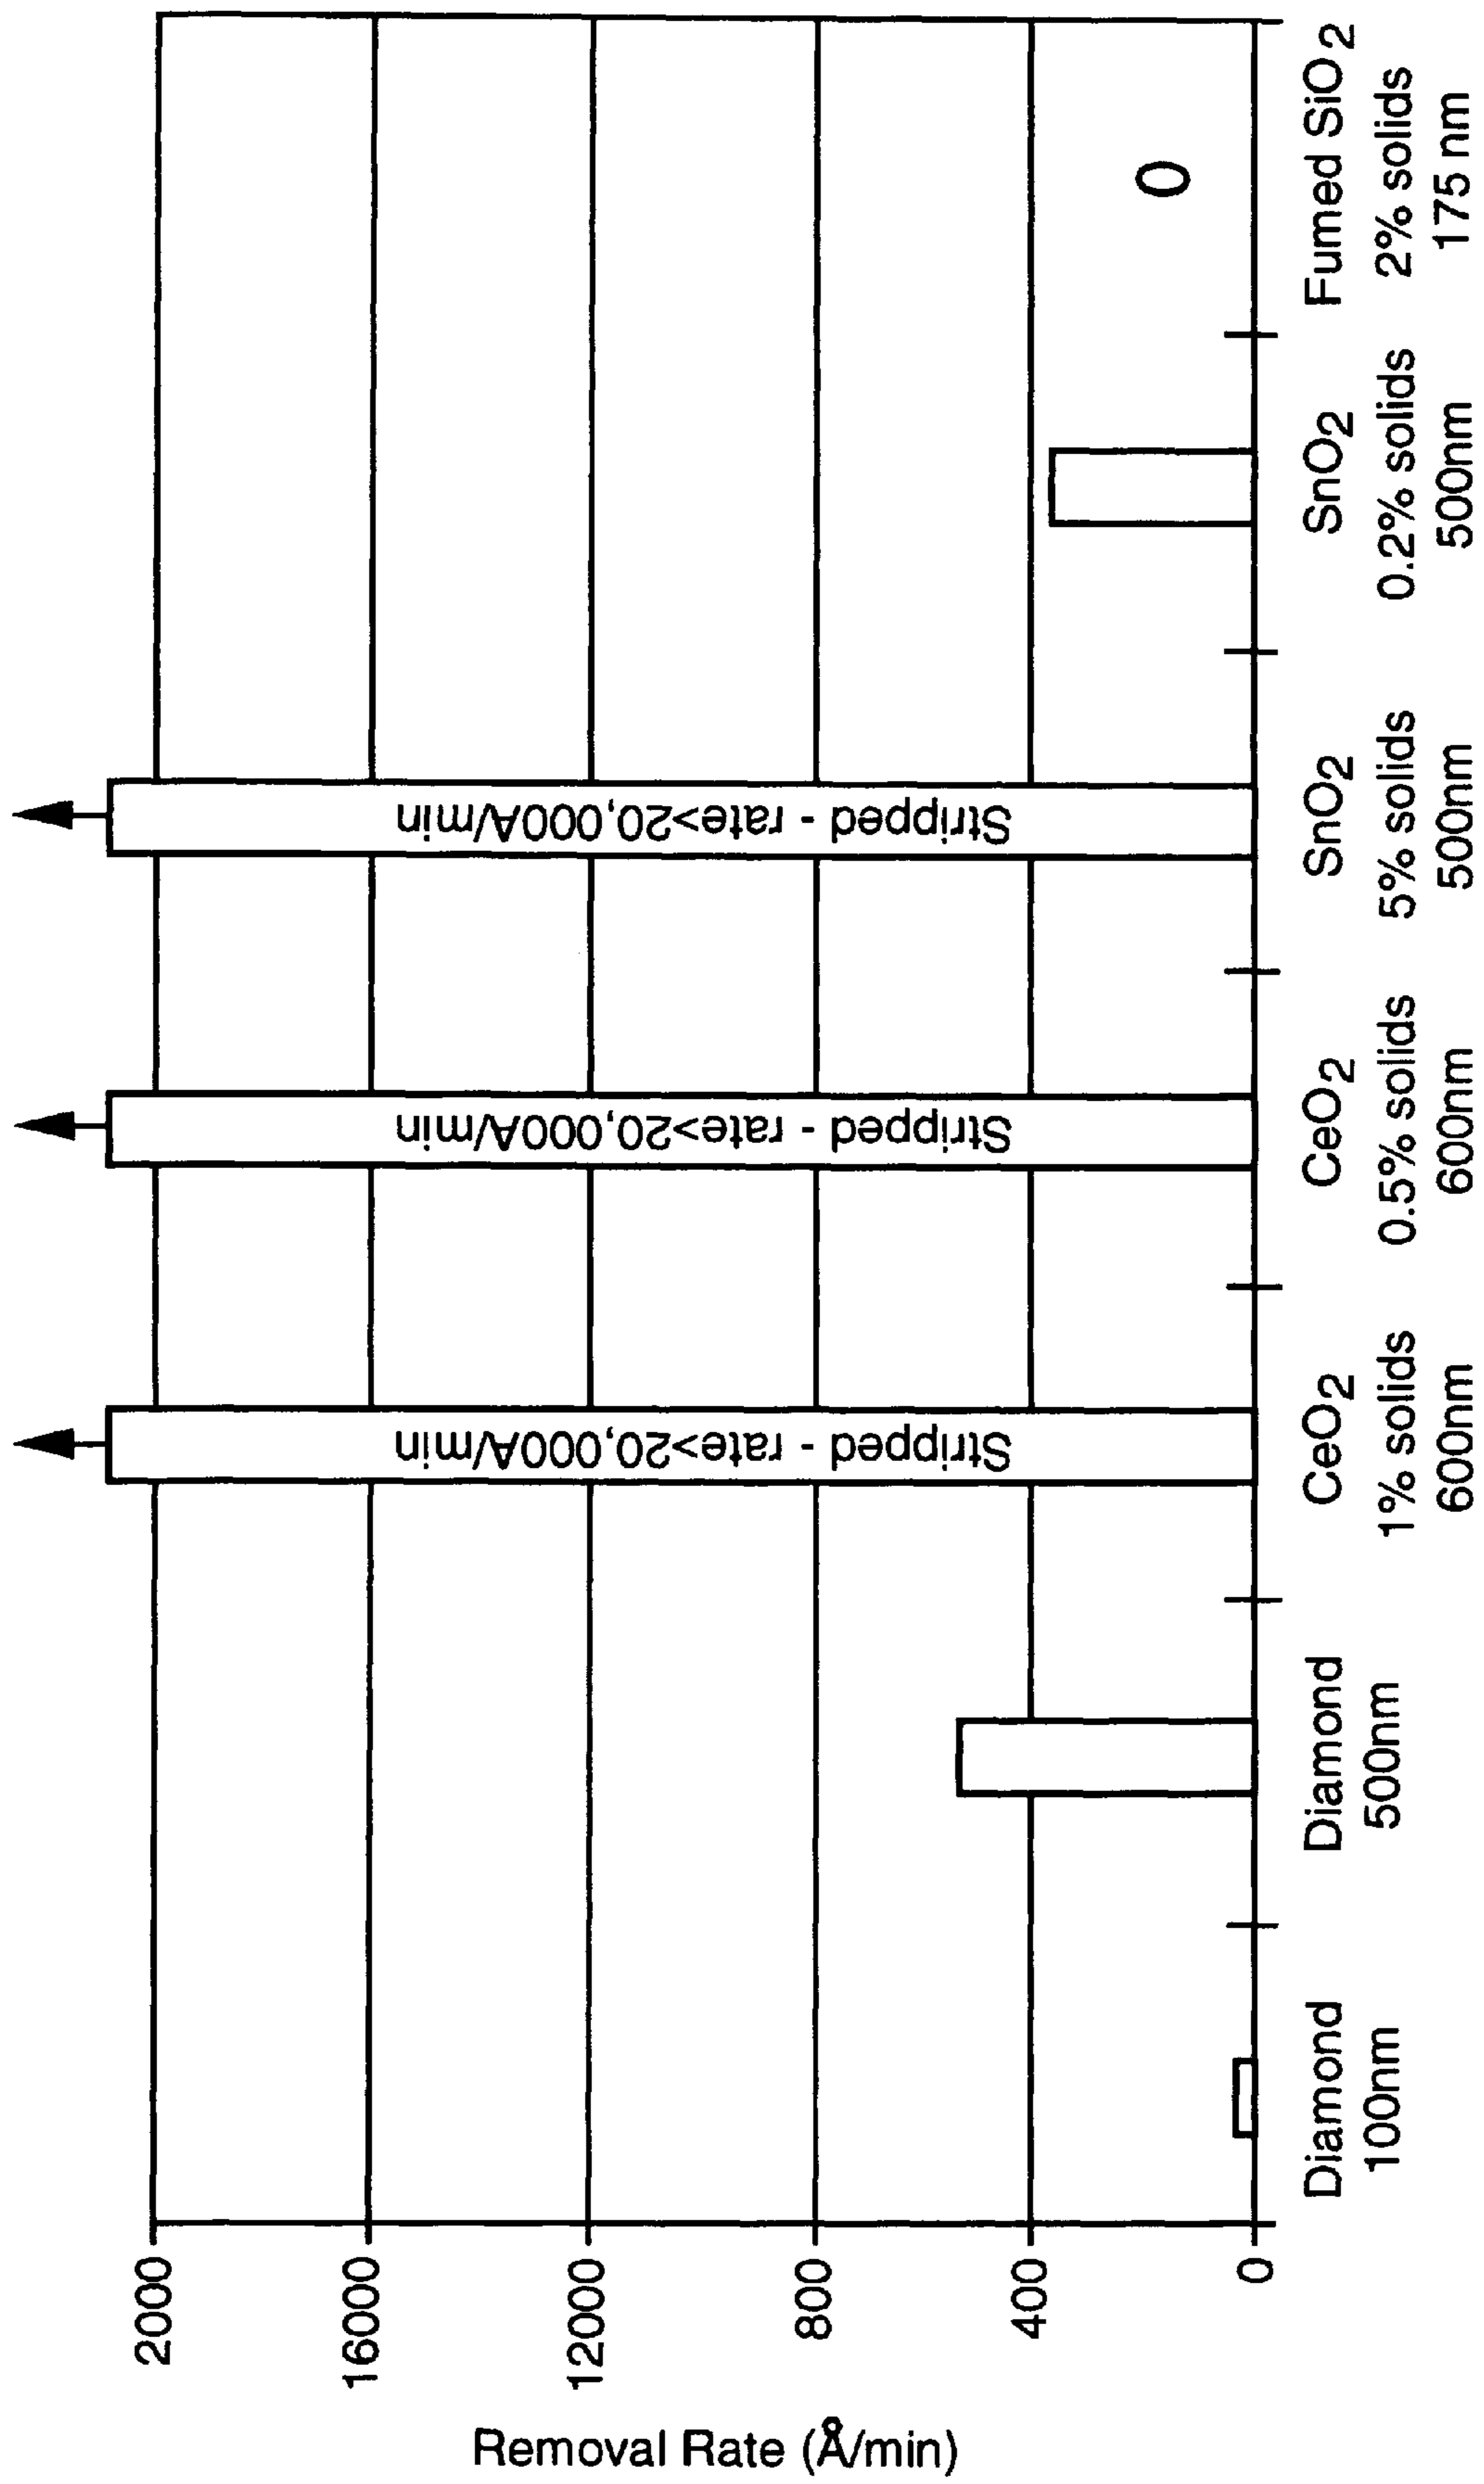 Removal Rate (Å/min)
2000
16000
12000
800
400
0
Stripped - rate>20,000A/min
Stripped - rate>20,000A/min
Stripped - rate>20,000A/min
0
Diamond
100nm
Diamond
500nm
CeO2
1% solids
600nm
CeO2
0.5% solids
600nm
SnO2
5% solids
500nm
SnO2
0.2% solids
500nm
Fumed SiO2
2% solids
175 nm